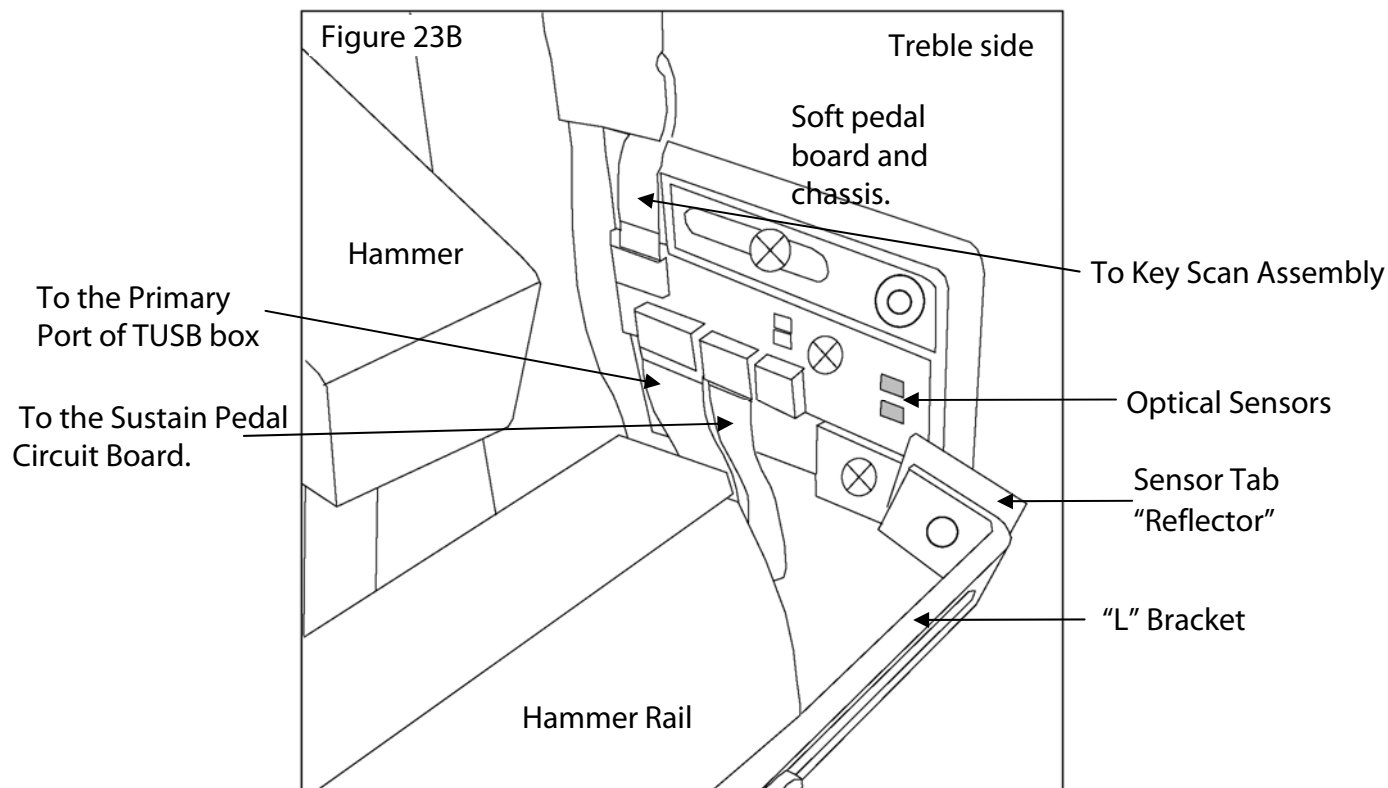 Figure 23B
Treble side
Soft pedal
board and
chassis.
Hammer
To Key Scan Assembly
To the Primary
Port of TUSB box
Optical Sensors
To the Sustain Pedal
Circuit Board.
Sensor Tab
“Reflector”
“L” Bracket
Hammer Rail